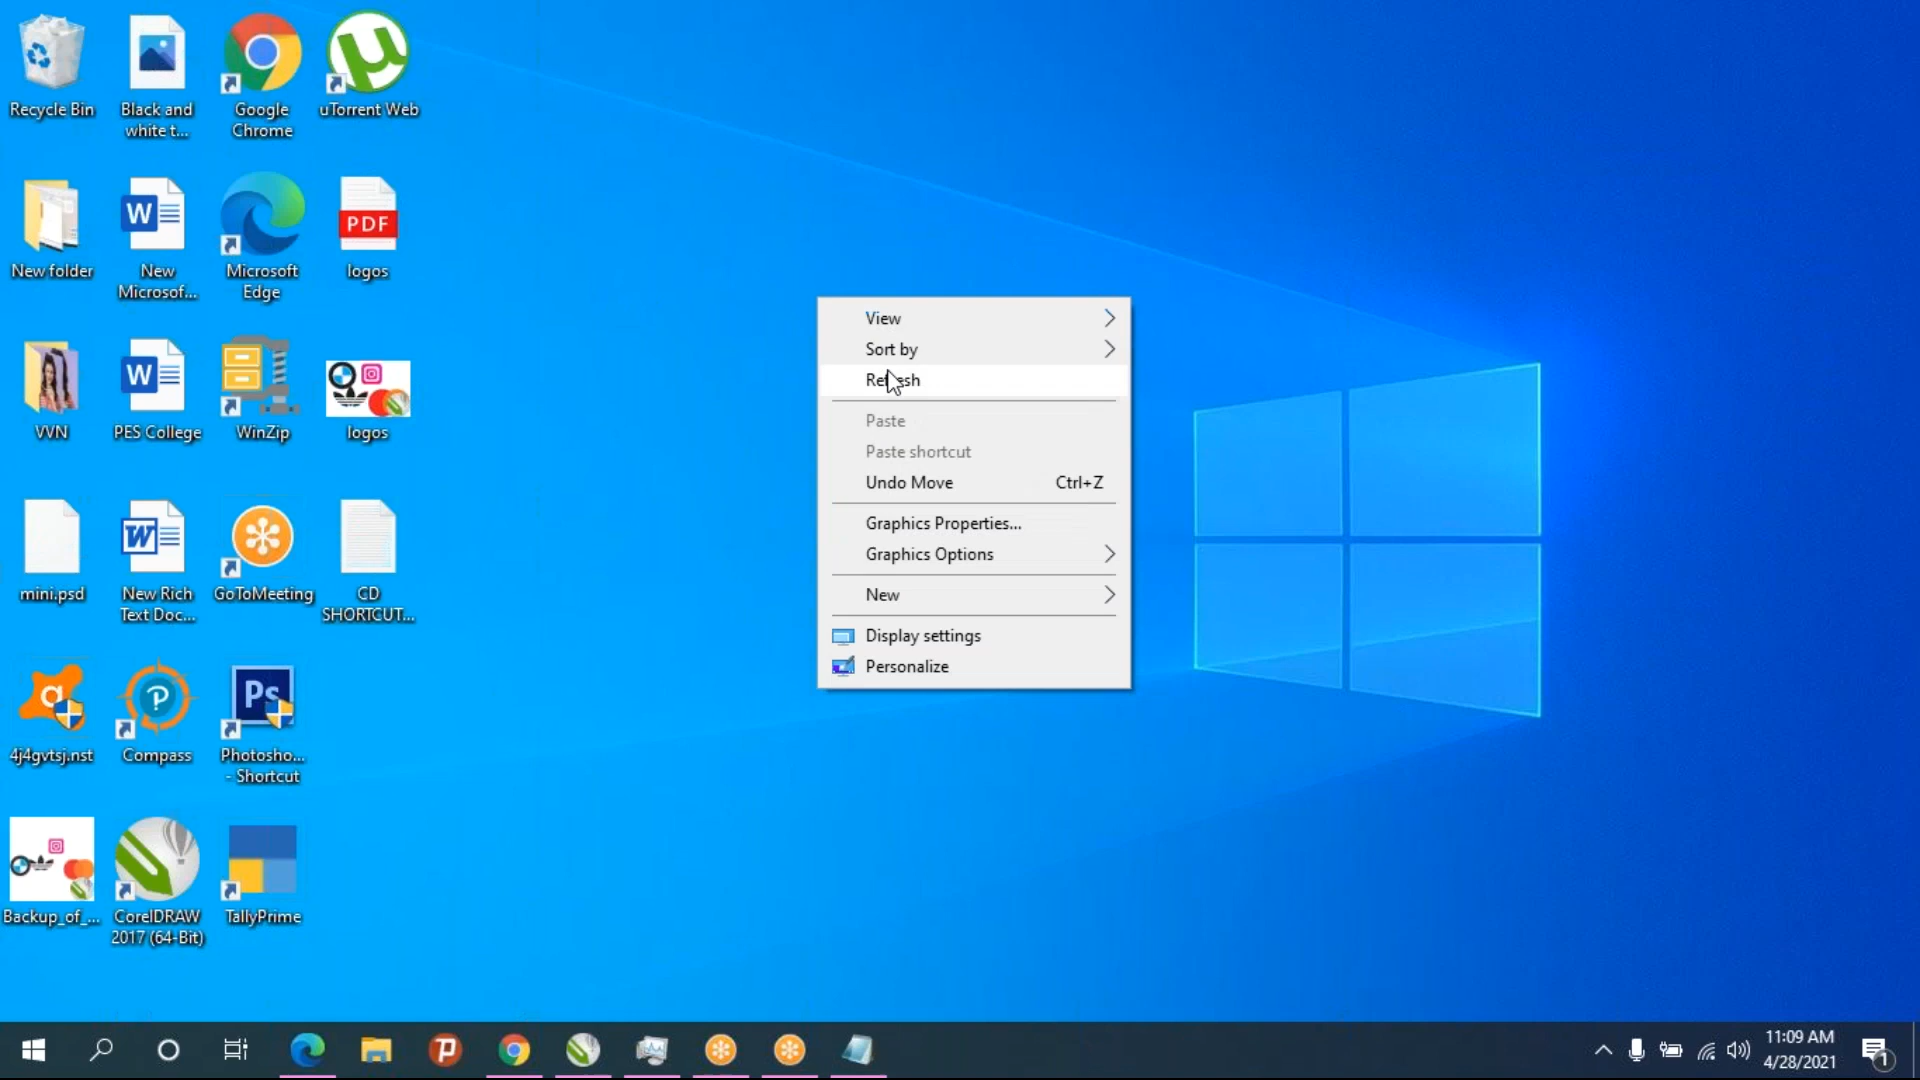 Recycle Bin
Black and
white t...
Google
Chrome
uTorrent Web
New folder
New
Microsof...
Microsoft
Edge
PDF
logos
VVN
PES College
WinZip
logos
mini.psd
New Rich
Text Doc...
GoToMeeting
CD
SHORTCUT...
4j4gvtsj.nst
Compass
Ps
Photosho...
- Shortcut
Backup_of_...
CorelDRAW
2017 (64-Bit)
TallyPrime
View
Sort by
Refresh
Paste
Paste shortcut
Undo Move Ctrl+Z
Graphics Properties...
Graphics Options
New
Display settings
Personalize
11:09 AM
4/28/2021
1